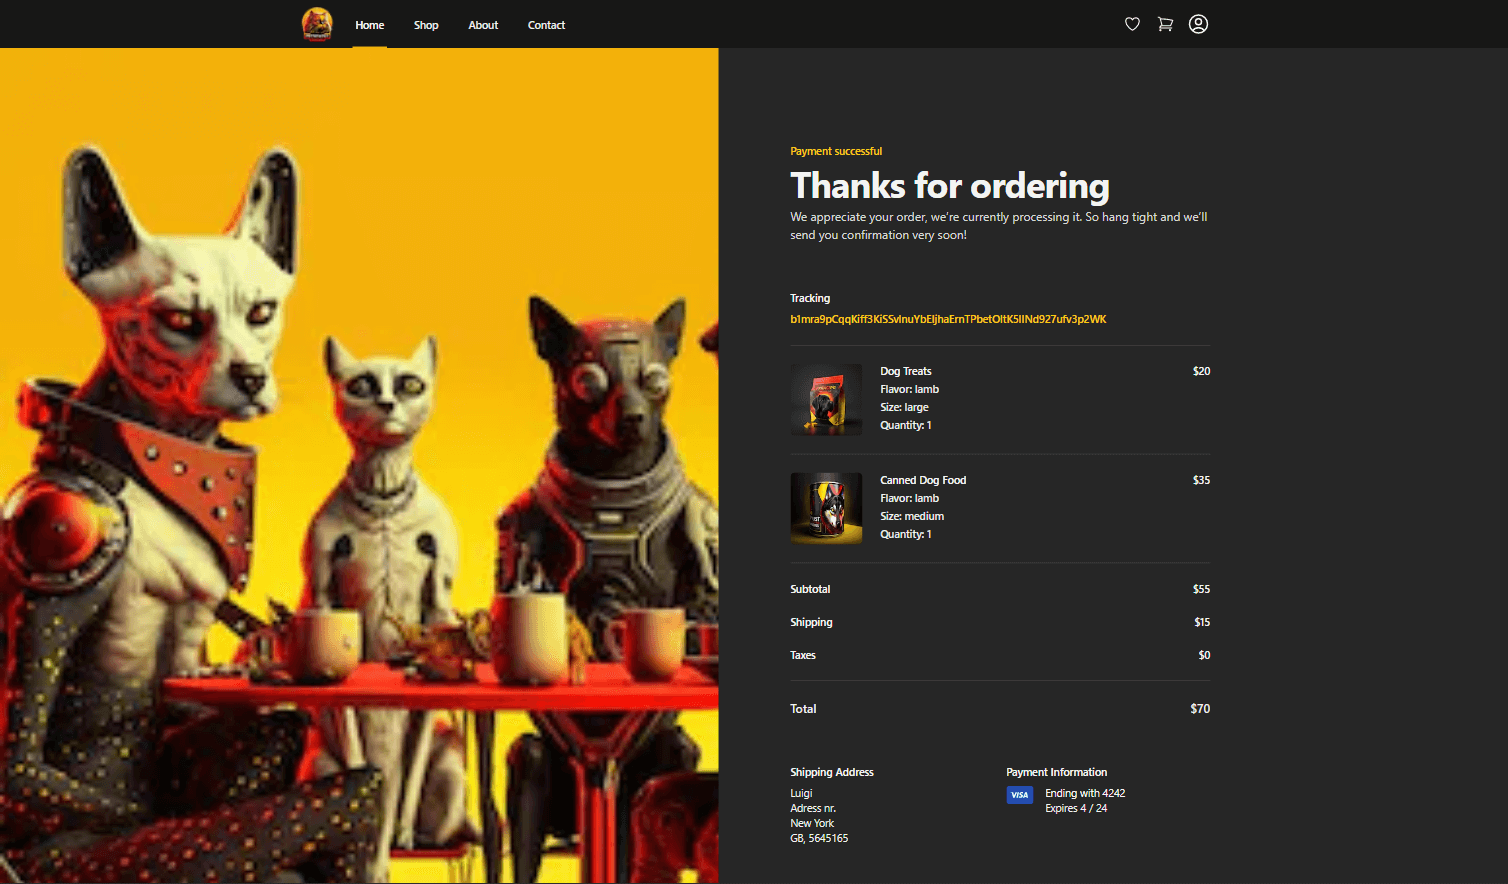 Home Shop About Contact
Payment successful
Thanks for ordering
We appreciate your order, we're currently processing it. So hang tight and we'll
send you confirmation very soon!
Tracking
Dog Treats $20
Flavor: lamb
Size: large
Quantity: 1
Canned Dog Food $35
Flavor: lamb
Size: medium
Quantity: 1
Subtotal $55
Shipping $15
Taxes $0
Total $70
Shipping Address
Luigi
Adress nr.
New York
GB, 5645165
Payment Information
VISA Ending with 4242
Expires 4 / 24